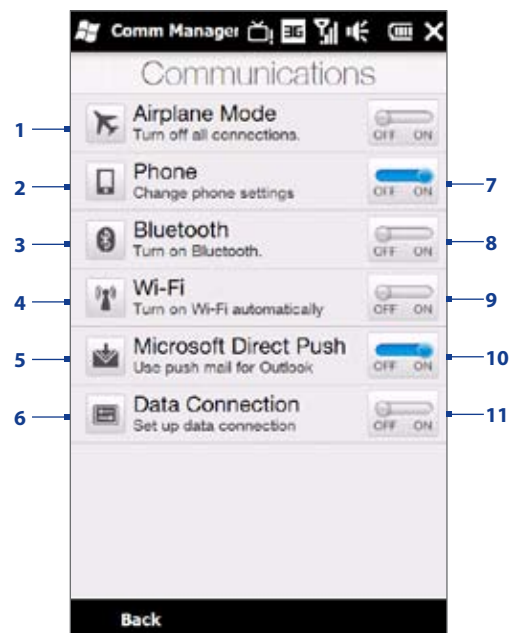 Comm Manager 3G
Communications
1 Airplane Mode
Turn off all connections.
OFF ON
2 Phone
Change phone settings
OFF ON 7
3 Bluetooth
Turn on Bluetooth.
OFF ON 8
4 Wi-Fi
Turn on Wi-Fi automatically
OFF ON 9
5 Microsoft Direct Push
Use push mail for Outlook
OFF ON 10
6 Data Connection
Set up data connection
OFF ON 11
Back